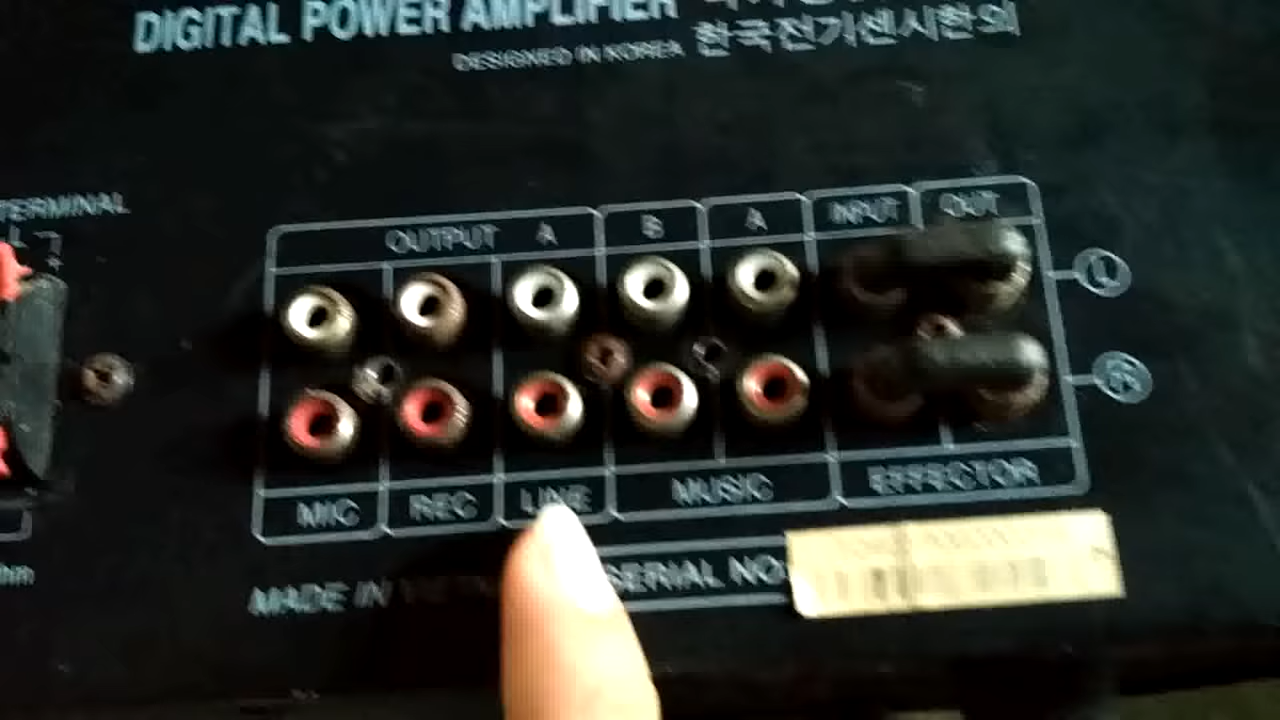 DIGITAL POWER AMPLIFIER
DESIGNED IN KOREA 한국전기센시한의
TERMINAL
L
OUTPUT A B A INPUT OUT
L
R
MIC REC LINE MUSIC EFFECTOR
MADE IN SERIAL NO